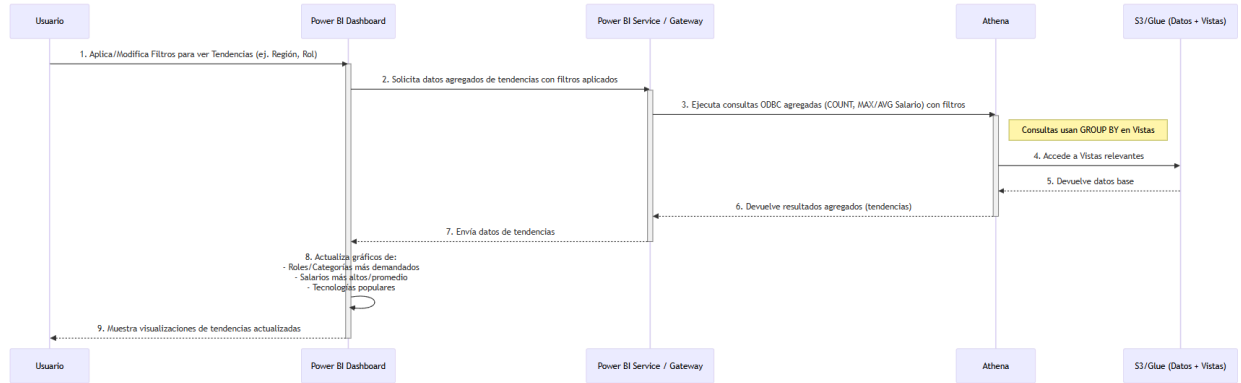 Usuario
Power BI Dashboard
Power BI Service / Gateway
Athena
S3/Glue (Datos + Vistas)
1. Aplica/Modifica Filtros para ver Tendencias (ej. Región, Rol)
2. Solicita datos agregados de tendencias con filtros aplicados
3. Ejecuta consultas ODBC agregadas (COUNT, MAX/AVG Salario) con filtros
Consultas usan GROUP BY en Vistas
4. Accede a Vistas relevantes
5. Devuelve datos base
6. Devuelve resultados agregados (tendencias)
7. Envía datos de tendencias
8. Actualiza gráficos de:
- Roles/Categorías más demandados
- Salarios más altos/promedio
- Tecnologías populares
9. Muestra visualizaciones de tendencias actualizadas
Usuario
Power BI Dashboard
Power BI Service / Gateway
Athena
S3/Glue (Datos + Vistas)